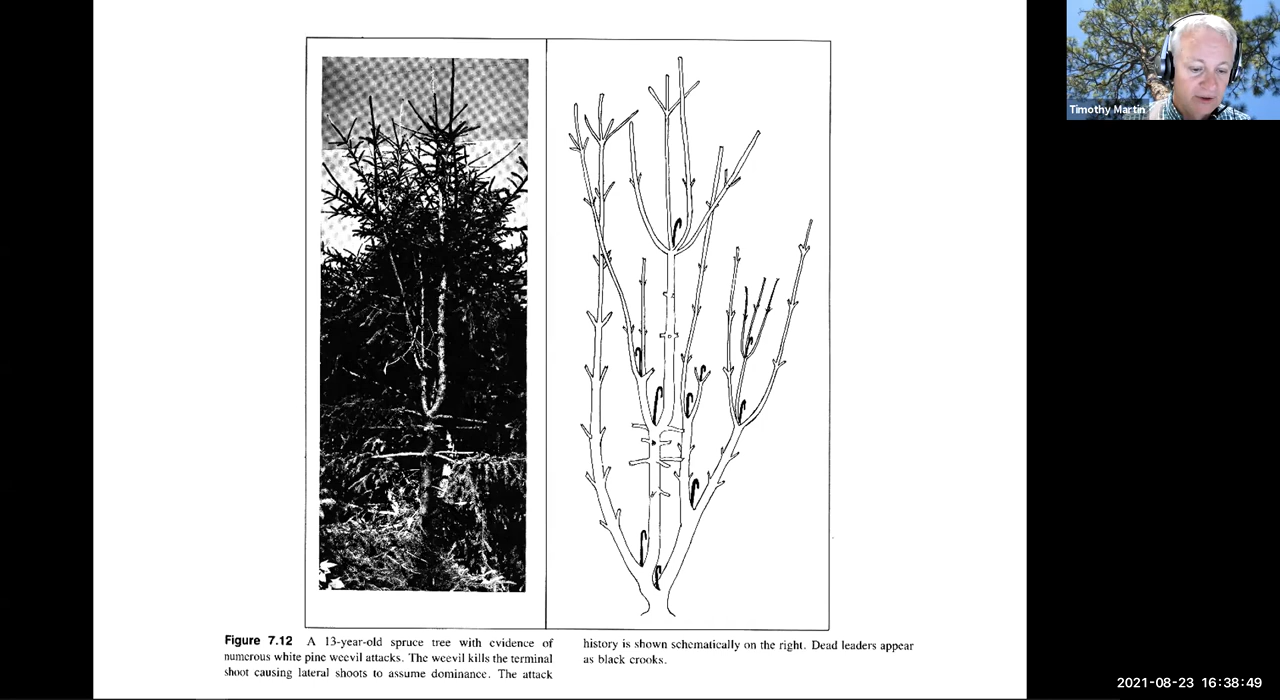 Timothy Martin
Figure 7.12 A 13-year-old spruce tree with evidence of
numerous white pine weevil attacks. The weevil kills the terminal
shoot causing lateral shoots to assume dominance. The attack
history is shown schematically on the right. Dead leaders appear
as black crooks.
2021-08-23 16:38:49